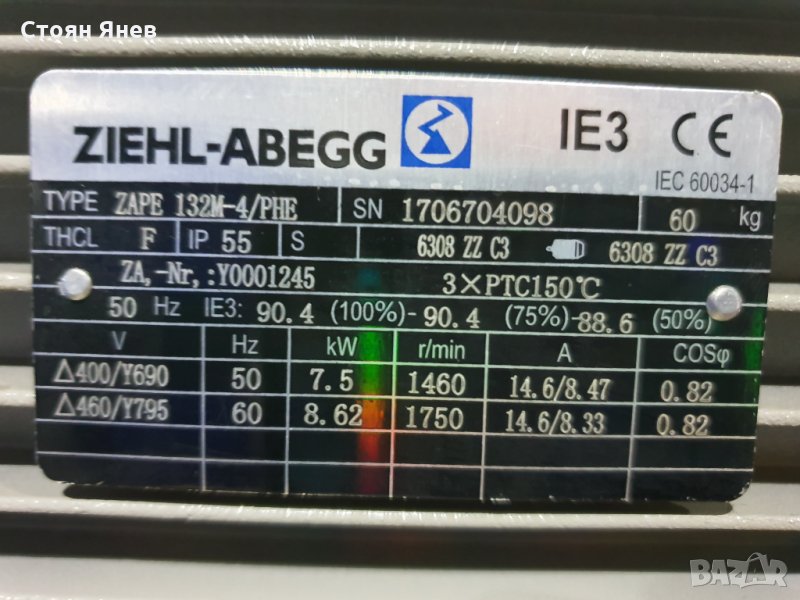 Стоян Янев
ZIEHL-ABEGG IE3 CE
IEC 60034-1
TYPE ZAPE 132M-4/PHE SN 1706704098 60 kg
THCL F IP 55 S 6308 ZZ C3 6308 ZZ C3
ZA,-Nr,:Y0001245 3×PTC150℃
50 Hz IE3: 90.4 (100%)-90.4 (75%)-88.6 (50%)
V Hz kW r/min A COSφ
Δ400/Y690 50 7.5 1460 14.6/8.47 0.82
Δ460/Y795 60 8.62 1750 14.6/8.33 0.82
BAZAR